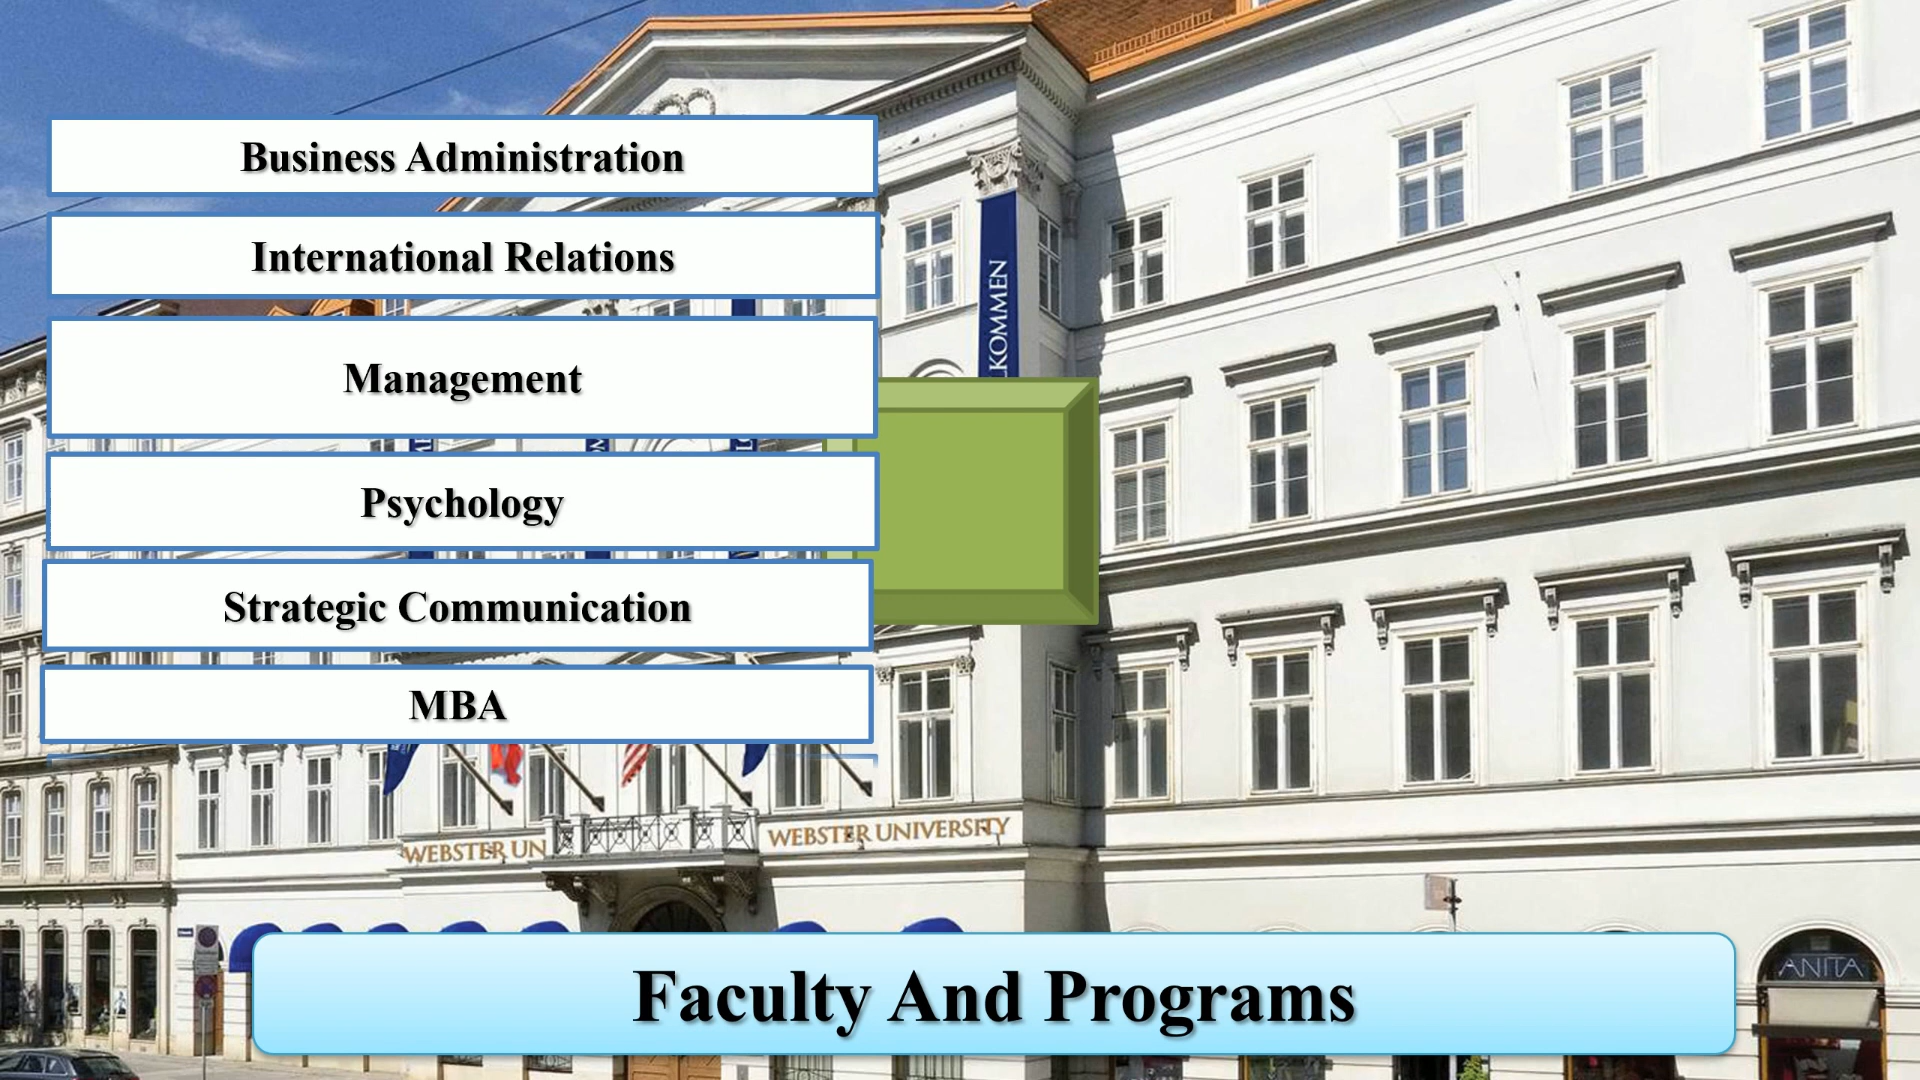 Business Administration
International Relations
Management
Psychology
Strategic Communication
MBA
KOMMEN
WEBSTER UN
WEBSTER UNIVERSITY
ANITA
Faculty And Programs